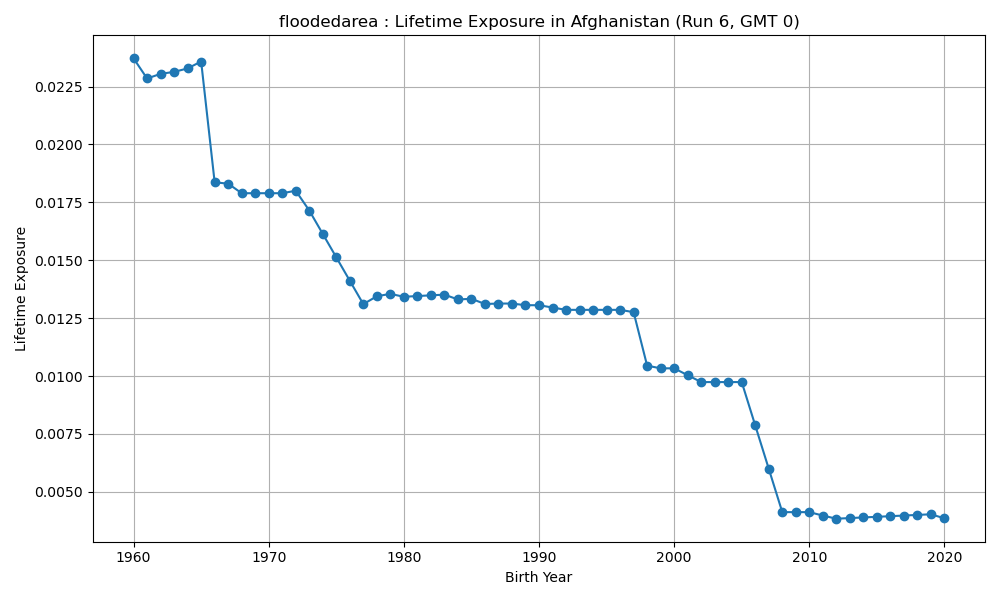 floodedarea : Lifetime Exposure in Afghanistan (Run 6, GMT 0)
Lifetime Exposure
0.0225
0.0200
0.0175
0.0150
0.0125
0.0100
0.0075
0.0050
1960 1970 1980 1990 2000 2010 2020
Birth Year